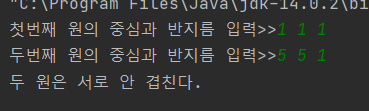 "C:\Program Files\Java\jdk-14.0.2\bi
첫번째 원의 중심과 반지름 입력>>1 1 1
두번째 원의 중심과 반지름 입력>>5 5 1
두 원은 서로 안 겹친다.